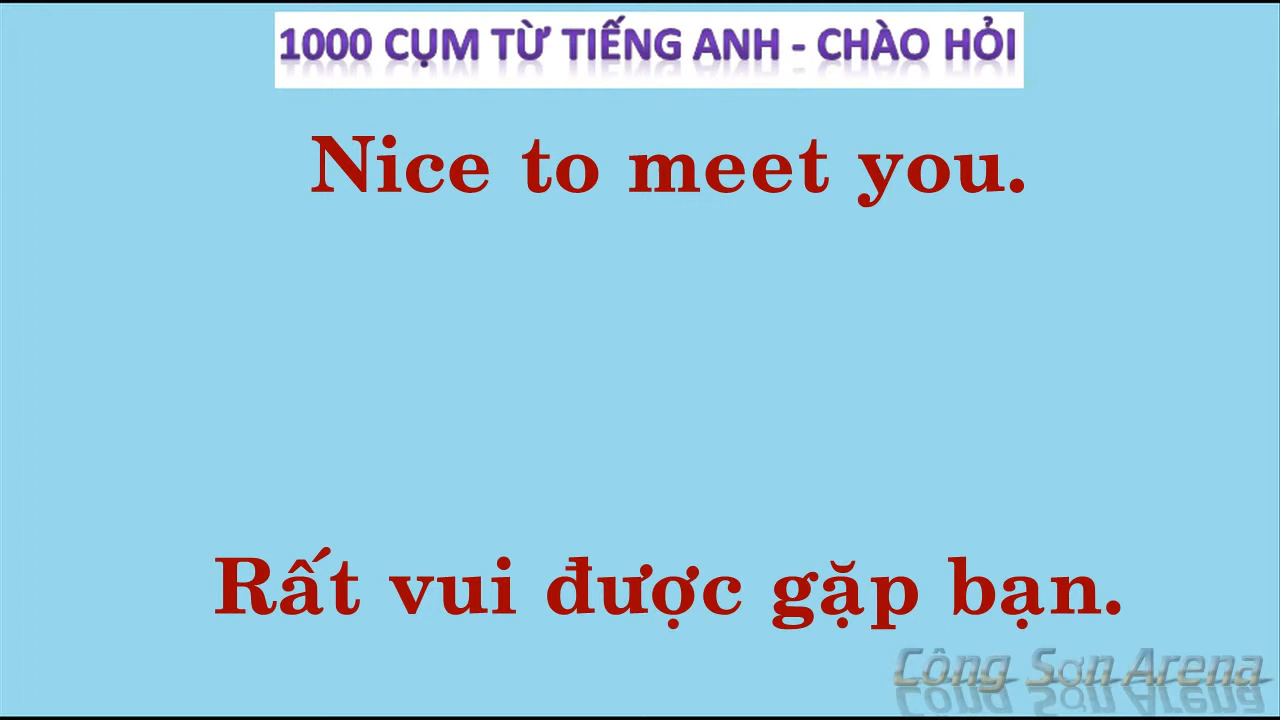 1000 CỤM TỪ TIẾNG ANH - CHÀO HỎI
Nice to meet you.
Rất vui được gặp bạn.
Công Sơn Arena